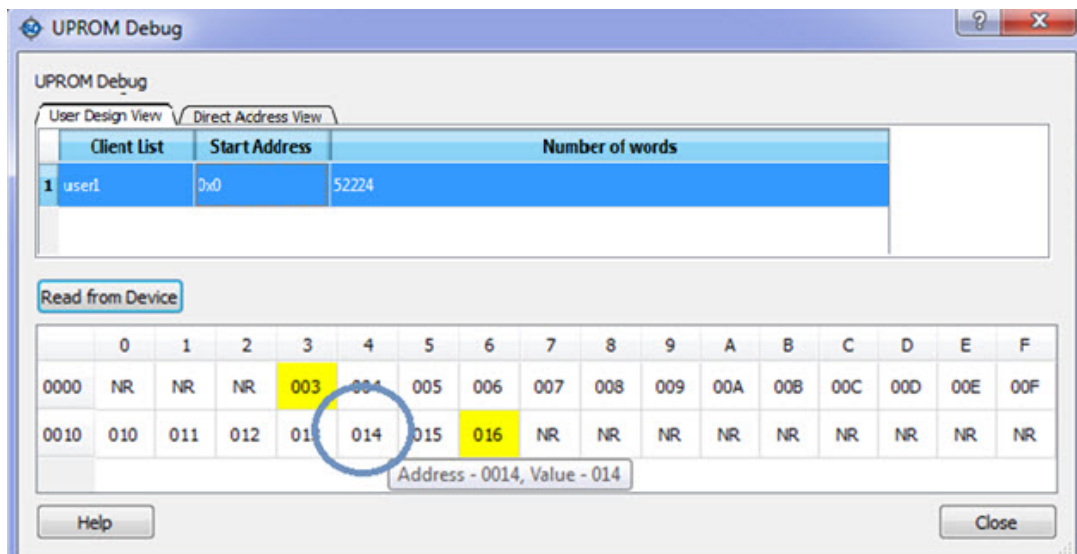 UPROM Debug
UPROM Debug
User Design View Direct Address View
Client List Start Address Number of words
1 user1 0x0 52224
Read from Device
0 1 2 3 4 5 6 7 8 9 A B C D E F
0000 NR NR NR 003 004 005 006 007 008 009 00A 00B 00C 00D 00E 00F
0010 010 011 012 013 014 015 016 NR NR NR NR NR NR NR NR NR
Address - 0014, Value - 014
Help Close